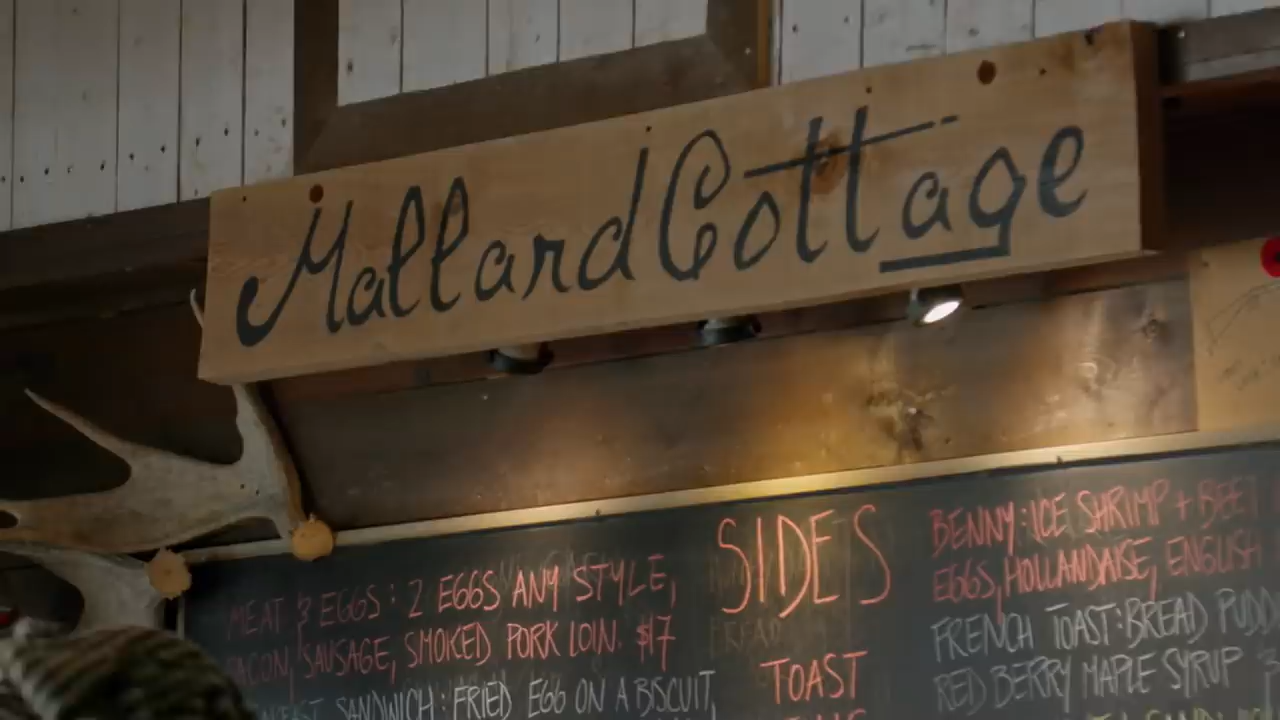 Mallard Cottage
MEAT & EGGS: 2 EGGS ANY STYLE,
BACON, SAUSAGE, SMOKED PORK LOIN. $17
SANDWICH: FRIED EGG ON A BISCUIT,
SIDES
TOAST
BENNY: ICE SHRIMP + BEET
EGGS, HOLLANDAISE, ENGLISH
FRENCH TOAST: BREAD PUDD
RED BERRY MAPLE SYRUP